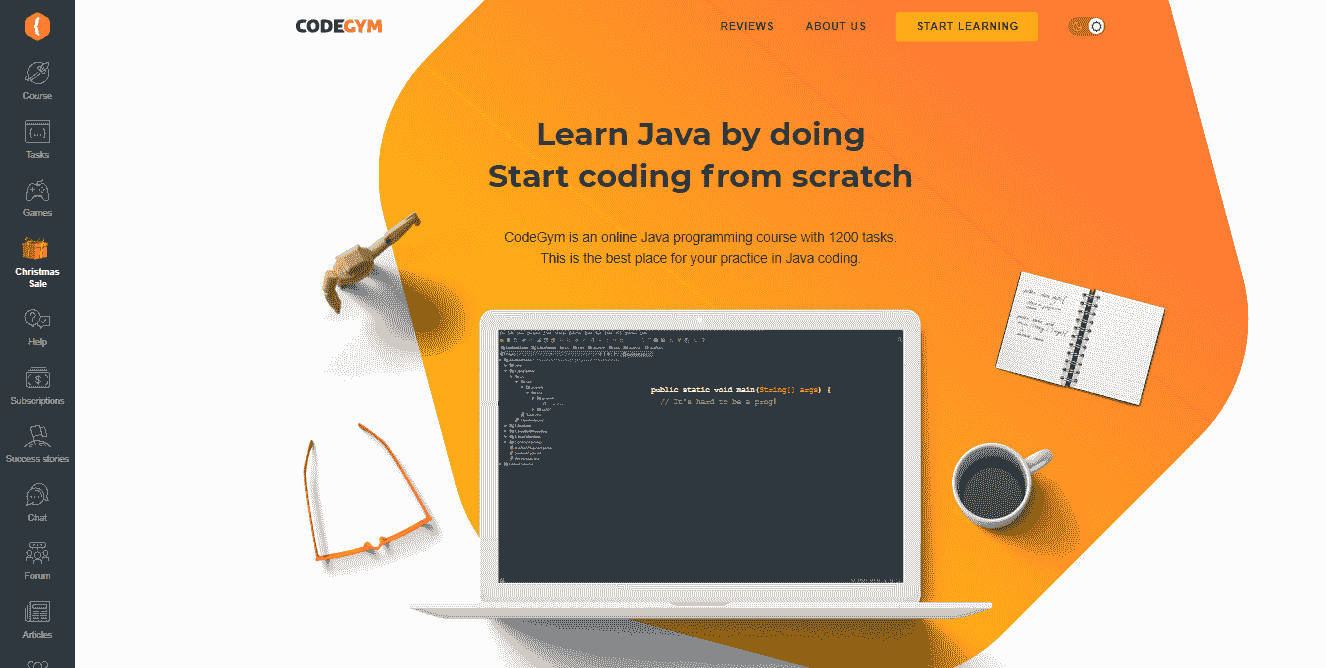 CODEGYM
REVIEWS
ABOUT US
START LEARNING
Course
Tasks
Games
Christmas
Sale
Help
Subscriptions
Success stories
Chat
Forum
Articles
Learn Java by doing
Start coding from scratch
CodeGym is an online Java programming course with 1200 tasks.
This is the best place for your practice in Java coding.
public static void main(String[] args) {
// It's hard to be a prog